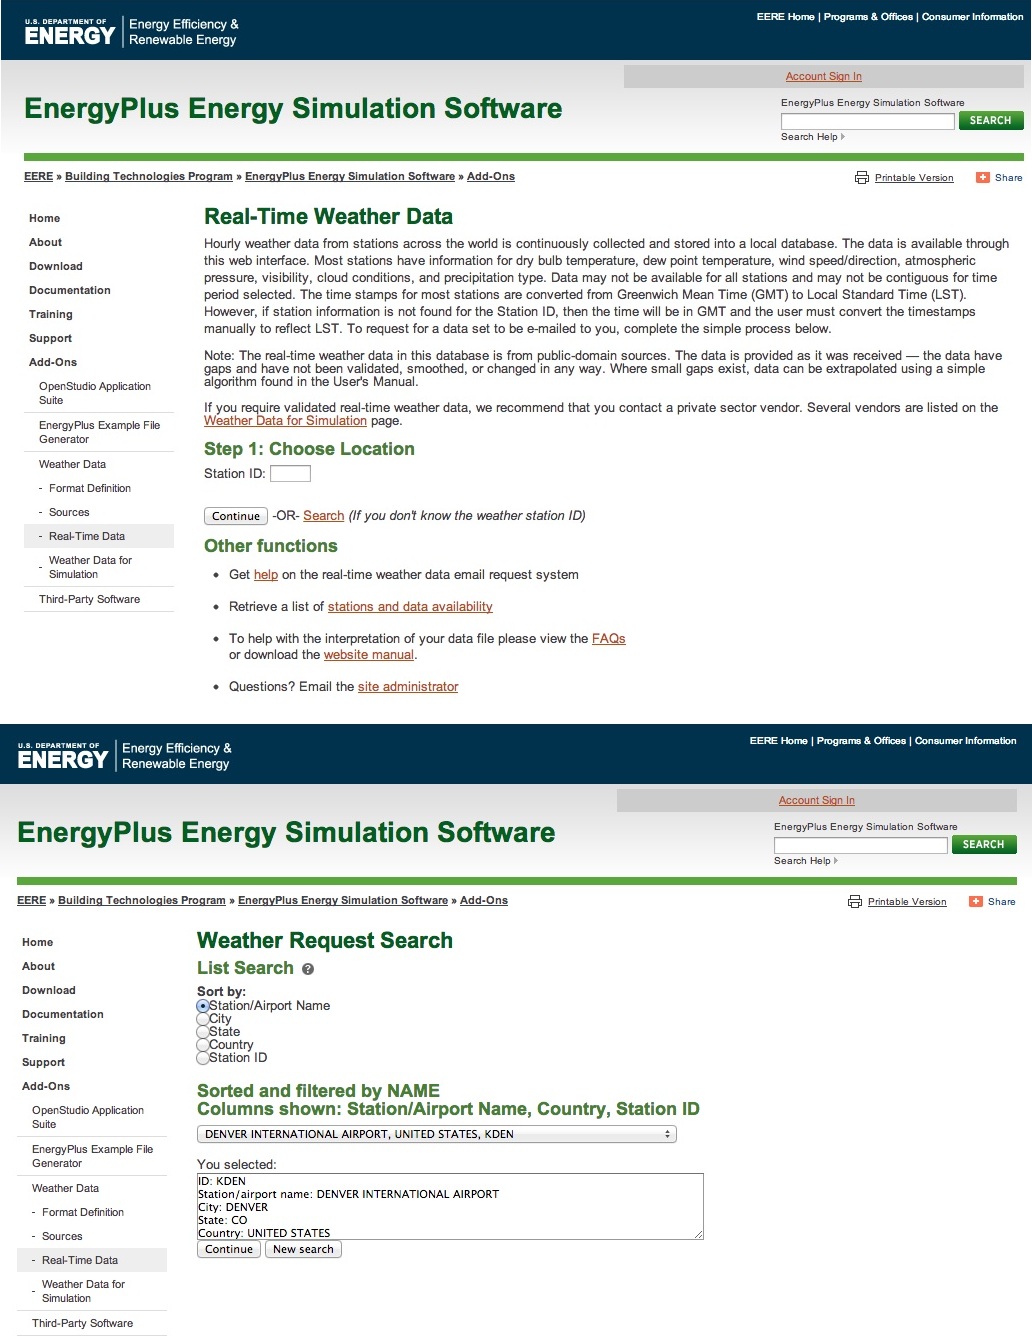 U.S. DEPARTMENT OF
ENERGY
Energy Efficiency &
Renewable Energy
EERE Home | Programs & Offices | Consumer Information
Account Sign In
EnergyPlus Energy Simulation Software
EnergyPlus Energy Simulation Software
SEARCH
Search Help
EERE » Building Technologies Program » EnergyPlus Energy Simulation Software » Add-Ons
Printable Version
Share
Home
About
Download
Documentation
Training
Support
Add-Ons
OpenStudio Application
Suite
EnergyPlus Example File
Generator
Weather Data
- Format Definition
- Sources
- Real-Time Data
- Weather Data for
Simulation
Third-Party Software
Real-Time Weather Data
Hourly weather data from stations across the world is continuously collected and stored into a local database. The data is available through
this web interface. Most stations have information for dry bulb temperature, dew point temperature, wind speed/direction, atmospheric
pressure, visibility, cloud conditions, and precipitation type. Data may not be available for all stations and may not be contiguous for time
period selected. The time stamps for most stations are converted from Greenwich Mean Time (GMT) to Local Standard Time (LST).
However, if station information is not found for the Station ID, then the time will be in GMT and the user must convert the timestamps
manually to reflect LST. To request for a data set to be e-mailed to you, complete the simple process below.
Note: The real-time weather data in this database is from public-domain sources. The data is provided as it was received — the data have
gaps and have not been validated, smoothed, or changed in any way. Where small gaps exist, data can be extrapolated using a simple
algorithm found in the User's Manual.
If you require validated real-time weather data, we recommend that you contact a private sector vendor. Several vendors are listed on the
Weather Data for Simulation page.
Step 1: Choose Location
Station ID:
Continue -OR- Search (If you don't know the weather station ID)
Other functions
• Get help on the real-time weather data email request system
• Retrieve a list of stations and data availability
• To help with the interpretation of your data file please view the FAQs
or download the website manual.
• Questions? Email the site administrator
U.S. DEPARTMENT OF
ENERGY
Energy Efficiency &
Renewable Energy
EERE Home | Programs & Offices | Consumer Information
Account Sign In
EnergyPlus Energy Simulation Software
EnergyPlus Energy Simulation Software
SEARCH
Search Help
EERE » Building Technologies Program » EnergyPlus Energy Simulation Software » Add-Ons
Printable Version
Share
Home
About
Download
Documentation
Training
Support
Add-Ons
OpenStudio Application
Suite
EnergyPlus Example File
Generator
Weather Data
- Format Definition
- Sources
- Real-Time Data
- Weather Data for
Simulation
Third-Party Software
Weather Request Search
List Search ?
Sort by:
Station/Airport Name
City
State
Country
Station ID
Sorted and filtered by NAME
Columns shown: Station/Airport Name, Country, Station ID
DENVER INTERNATIONAL AIRPORT, UNITED STATES, KDEN
You selected:
ID: KDEN
Station/airport name: DENVER INTERNATIONAL AIRPORT
City: DENVER
State: CO
Country: UNITED STATES
Continue New search